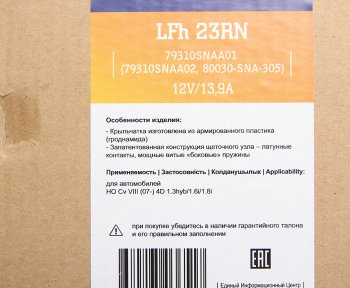 LFh 23RN
79310SNAA01
(79310SNAA02, 80030-SNA-305)
12V/13,9A
Особенности изделия:
- Крыльчатка изготовлена из армированного пластика
(гроднамида)
- Запатентованная конструкция щеточного узла – латунные
контакты, мощные витые «боковые» пружины
Применяемость | Застосовність | Колданушылык | Applicability:
для автомобилей
HO Cv VIII (07-) 4D 1.3hyb/1.6i/1.8i
при покупке убедитесь в наличии гарантийного талона
и его правильном заполнении
EAC
Единый Информационный Центр